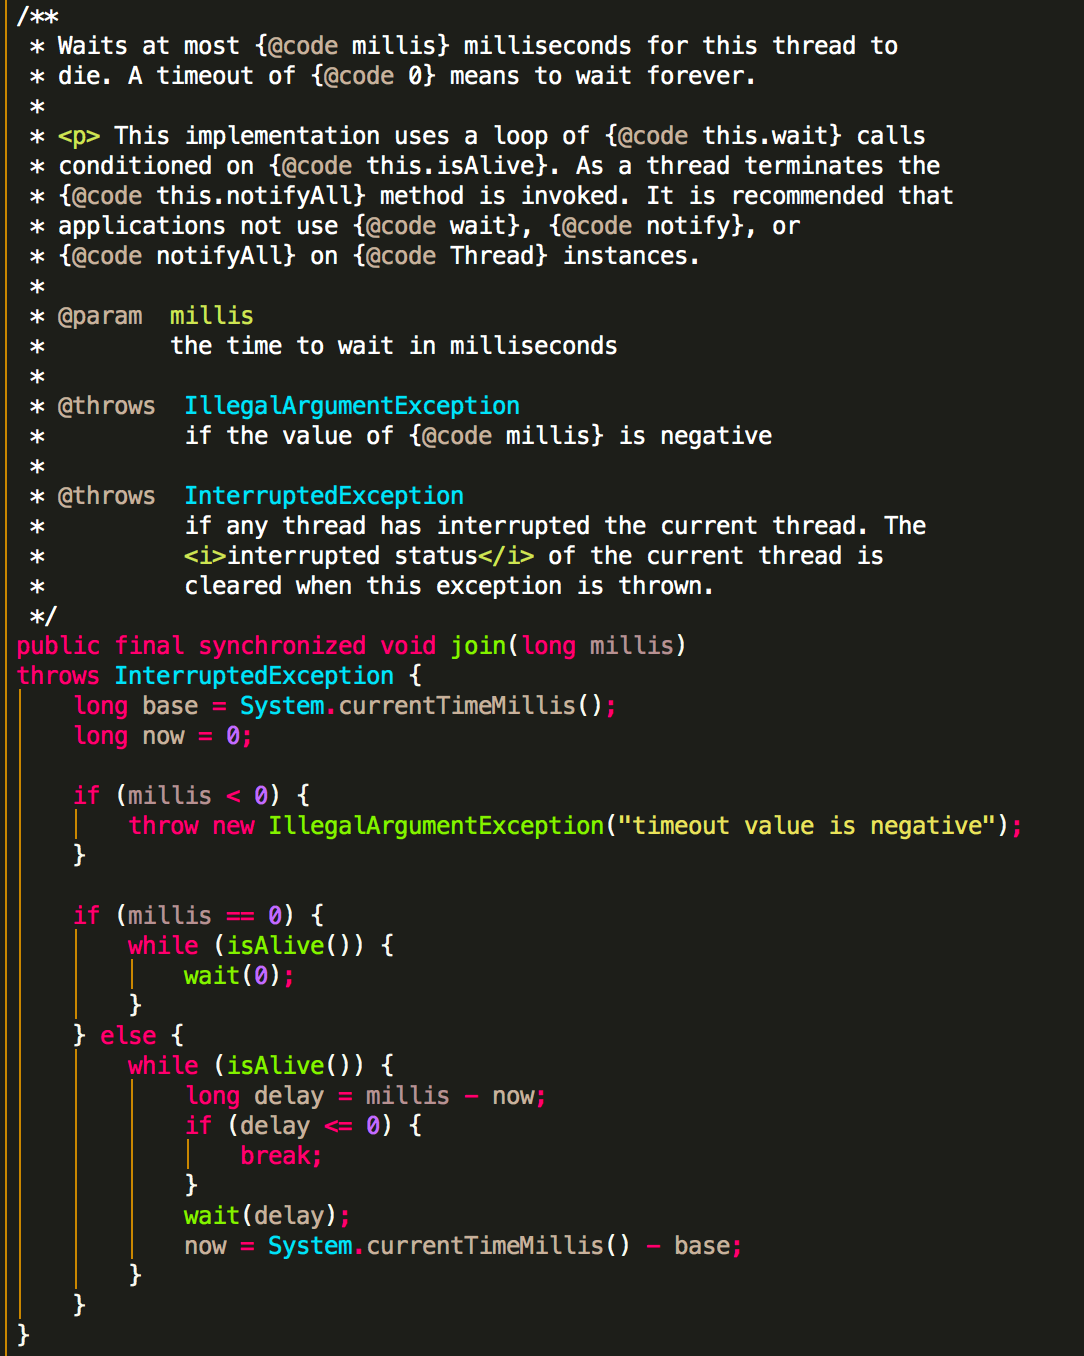 /**
 * Waits at most {@code millis} milliseconds for this thread to
 * die. A timeout of {@code 0} means to wait forever.
 *
 * <p> This implementation uses a loop of {@code this.wait} calls
 * conditioned on {@code this.isAlive}. As a thread terminates the
 * {@code this.notifyAll} method is invoked. It is recommended that
 * applications not use {@code wait}, {@code notify}, or
 * {@code notifyAll} on {@code Thread} instances.
 *
 * @param  millis
 *         the time to wait in milliseconds
 *
 * @throws  IllegalArgumentException
 *          if the value of {@code millis} is negative
 *
 * @throws  InterruptedException
 *          if any thread has interrupted the current thread. The
 *          <i>interrupted status</i> of the current thread is
 *          cleared when this exception is thrown.
 */
public final synchronized void join(long millis)
throws InterruptedException {
    long base = System.currentTimeMillis();
    long now = 0;

    if (millis < 0) {
        throw new IllegalArgumentException("timeout value is negative");
    }

    if (millis == 0) {
        while (isAlive()) {
            wait(0);
        }
    } else {
        while (isAlive()) {
            long delay = millis - now;
            if (delay <= 0) {
                break;
            }
            wait(delay);
            now = System.currentTimeMillis() - base;
        }
    }
}